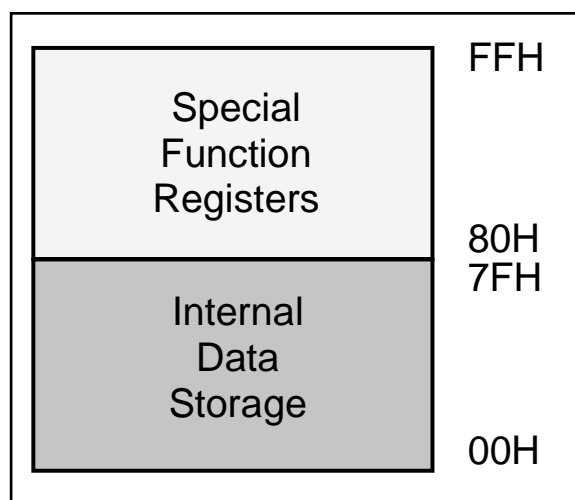 FFH
Special
Function
Registers
80H
7FH
Internal
Data
Storage
00H